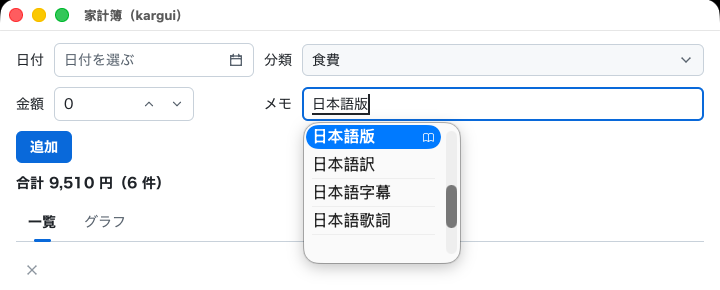 家計簿（kargui）
日付 日付を選ぶ 分類 食費
金額 0 メモ 日本語版
日本語版
追加
日本語訳
合計 9,510 円（6 件）
日本語字幕
一覧 グラフ
日本語歌詞